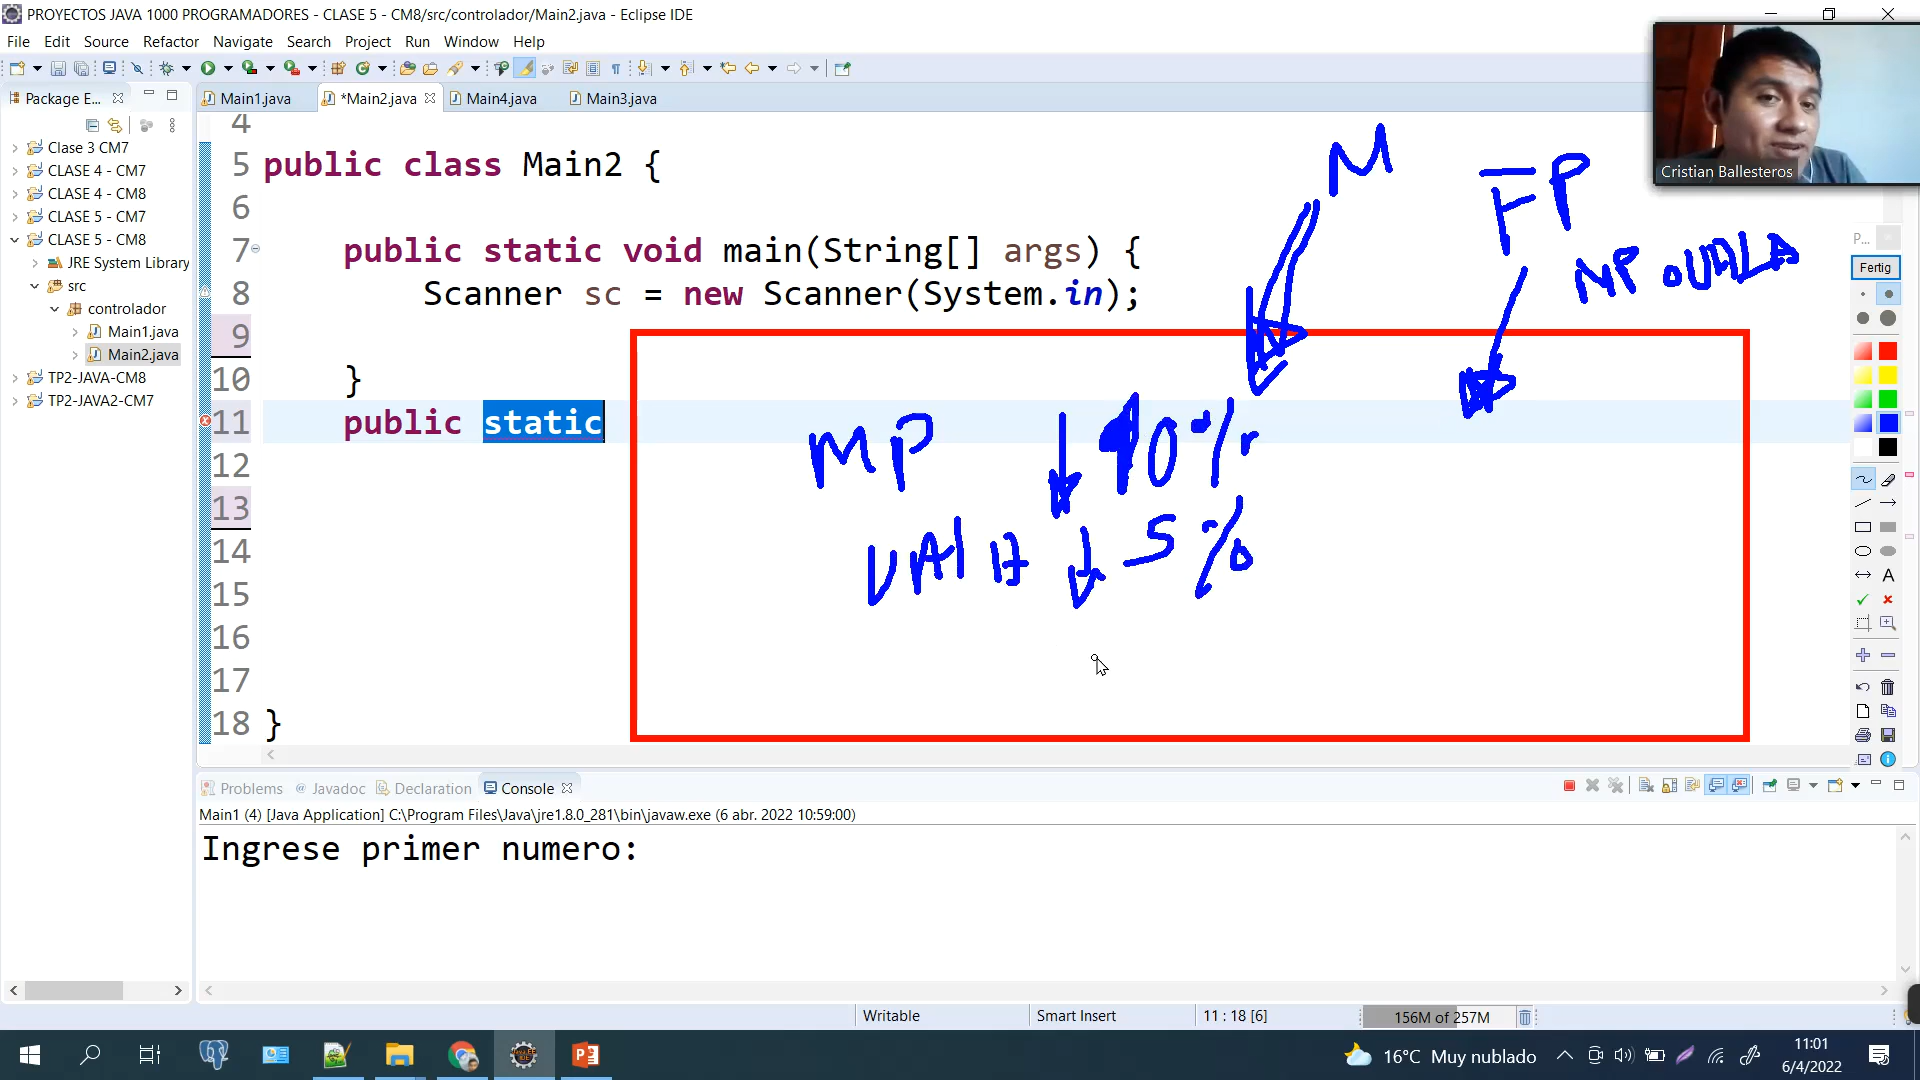 PROYECTOS JAVA 1000 PROGRAMADORES - CLASE 5 - CM8/src/controlador/Main2.java - Eclipse IDE
File Edit Source Refactor Navigate Search Project Run Window Help
Package E...
Main1.java *Main2.java Main4.java Main3.java
Clase 3 CM7
CLASE 4 - CM7
CLASE 4 - CM8
CLASE 5 - CM7
CLASE 5 - CM8
JRE System Library
src
controlador
Main1.java
Main2.java
TP2-JAVA-CM8
TP2-JAVA2-CM7
4
5 public class Main2 {
6
7 public static void main(String[] args) {
8 Scanner sc = new Scanner(System.in);
9
10 }
11 public static
12
13
14
15
16
17
18 }
M
FP
MP o UALA
MP 10%
UALA 5%
Cristian Ballesteros
P...
Fertig
A
Problems @ Javadoc Declaration Console
Main1 (4) [Java Application] C:\Program Files\Java\jre1.8.0_281\bin\javaw.exe (6 abr. 2022 10:59:00)
Ingrese primer numero:
Writable Smart Insert 11 : 18 [6] 156M of 257M
16°C Muy nublado
11:01
6/4/2022